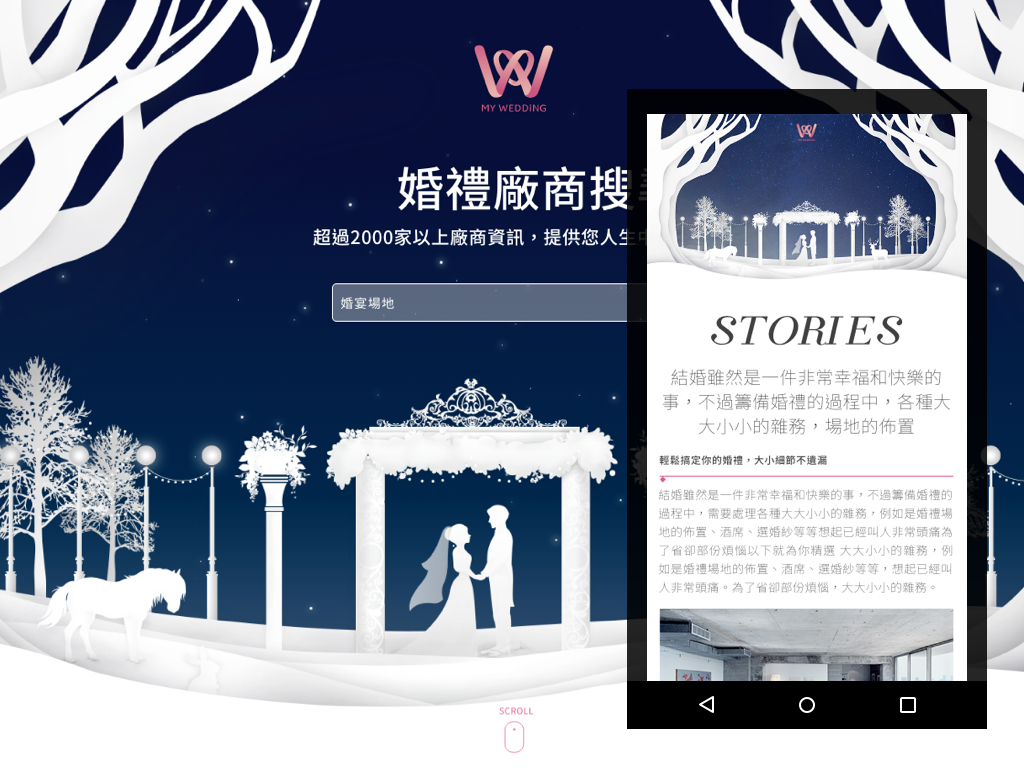 MY WEDDING
婚禮廠商搜
超過2000家以上廠商資訊,提供您人生中
婚宴場地
SCROLL
STORIES
結婚雖然是一件非常幸福和快樂的
事,不過籌備婚禮的過程中,各種大
大小小的雜務,場地的佈置
輕鬆搞定你的婚禮,大小細節不遺漏
結婚雖然是一件非常幸福和快樂的事,不過籌備婚禮的
過程中,需要處理各種大大小小的雜務,例如是婚禮場
地的佈置、酒席、選婚紗等等想起已經叫人非常頭痛為
了省卻部份煩惱以下就為你精選 大大小小的雜務,例
如是婚禮場地的佈置、酒席、選婚紗等等,想起已經叫
人非常頭痛。為了省卻部份煩惱,大大小小的雜務。